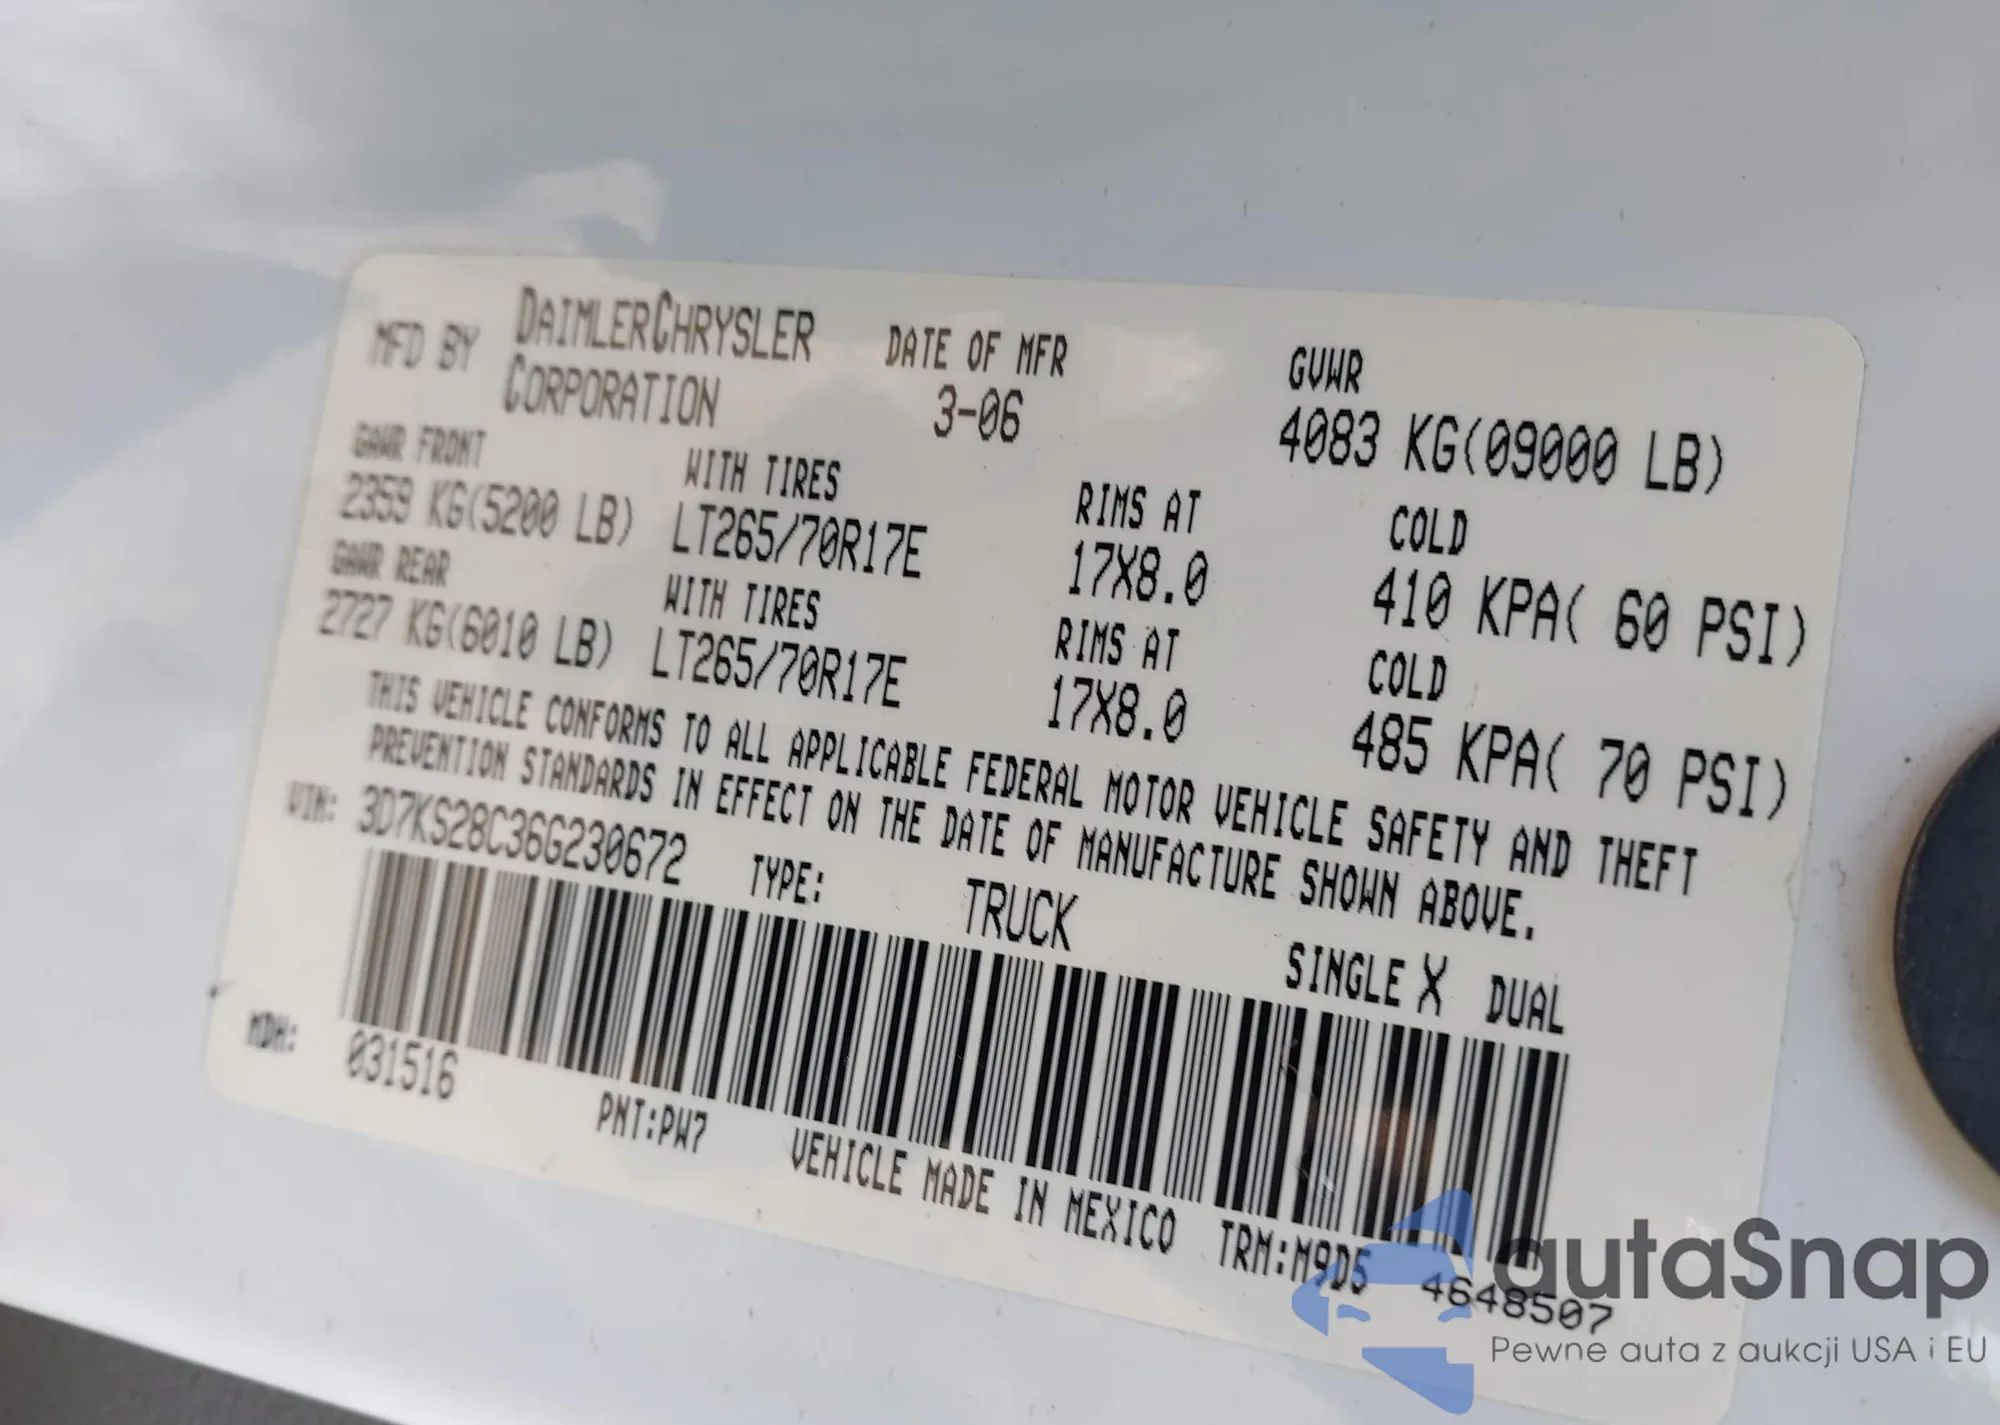 MFD BY DAIMLERCHRYSLER CORPORATION
DATE OF MFR 3-06
GVWR 4083 KG(09000 LB)
GAWR FRONT WITH TIRES RIMS AT COLD
2359 KG(5200 LB) LT265/70R17E 17X8.0 410 KPA( 60 PSI)
GAWR REAR WITH TIRES RIMS AT COLD
2727 KG(6010 LB) LT265/70R17E 17X8.0 485 KPA( 70 PSI)
THIS VEHICLE CONFORMS TO ALL APPLICABLE FEDERAL MOTOR VEHICLE SAFETY AND THEFT
PREVENTION STANDARDS IN EFFECT ON THE DATE OF MANUFACTURE SHOWN ABOVE.
VIN: 3D7KS28C36G230672 TYPE: TRUCK SINGLE X DUAL
MDH: 031516 PNT:PW7 VEHICLE MADE IN MEXICO TRM:M9D5 4648507
autaSnap
Pewne auta z aukcji USA i EU